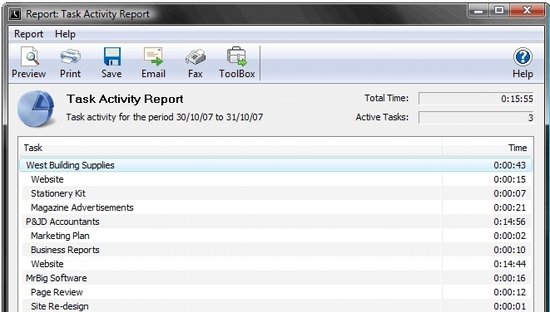 Report: Task Activity Report
Report Help
Preview Print Save Email Fax ToolBox Help
Task Activity Report
Total Time: 0:15:55
Task activity for the period 30/10/07 to 31/10/07
Active Tasks: 3
Task Time
West Building Supplies 0:00:43
Website 0:00:15
Stationery Kit 0:00:07
Magazine Advertisements 0:00:21
P&JD Accountants 0:14:56
Marketing Plan 0:00:02
Business Reports 0:00:10
Website 0:14:44
MrBig Software 0:00:16
Page Review 0:00:12
Site Re-design 0:00:01